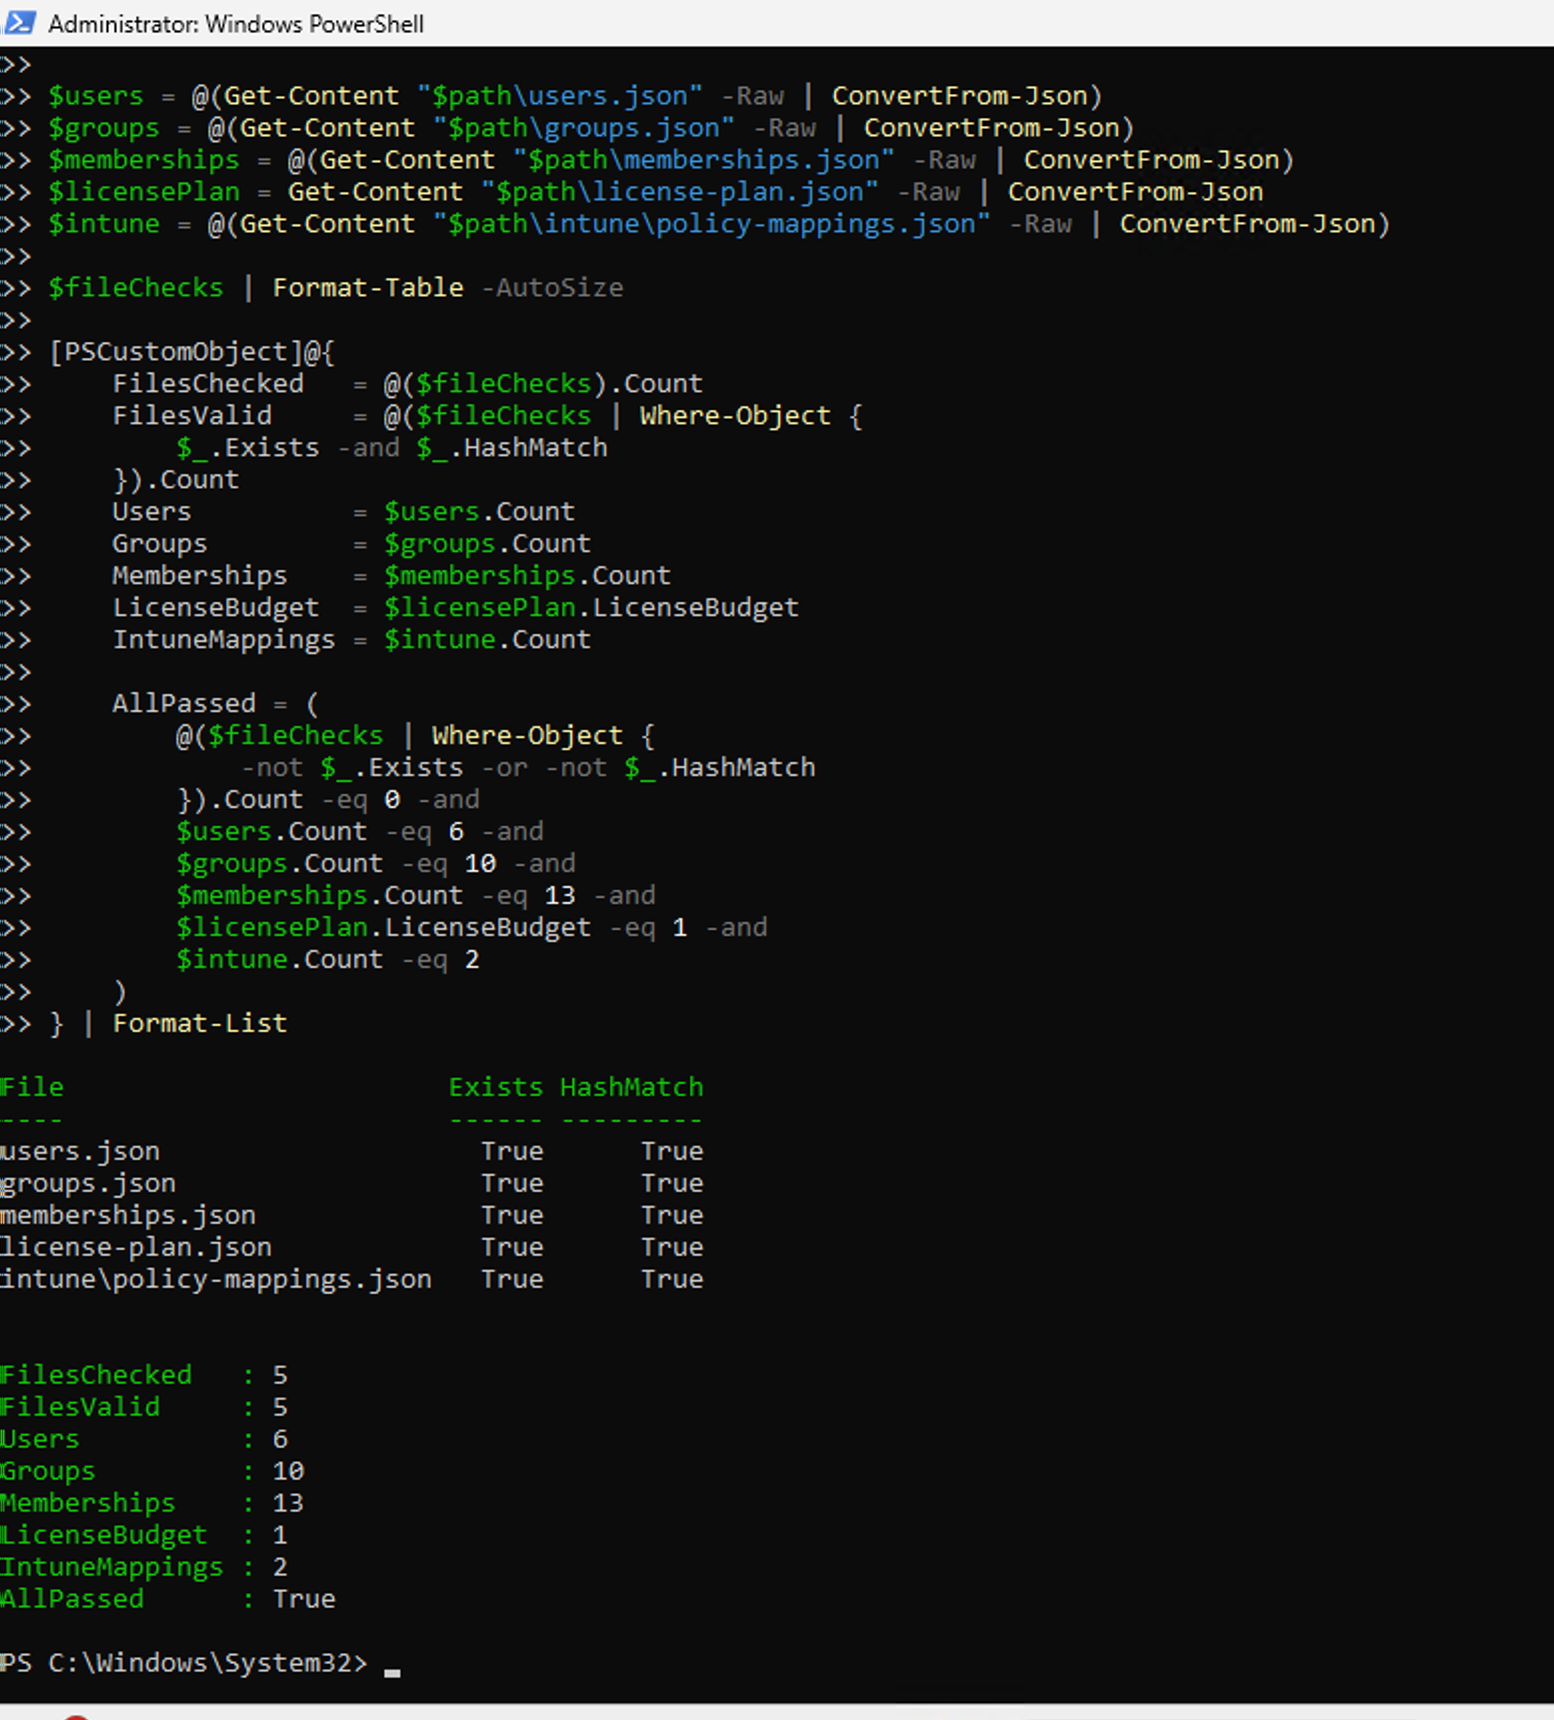 Administrator: Windows PowerShell
>>
>> $users = @(Get-Content "$path\users.json" -Raw | ConvertFrom-Json)
>> $groups = @(Get-Content "$path\groups.json" -Raw | ConvertFrom-Json)
>> $memberships = @(Get-Content "$path\memberships.json" -Raw | ConvertFrom-Json)
>> $licensePlan = Get-Content "$path\license-plan.json" -Raw | ConvertFrom-Json
>> $intune = @(Get-Content "$path\intune\policy-mappings.json" -Raw | ConvertFrom-Json)
>>
>> $fileChecks | Format-Table -AutoSize
>>
>> [PSCustomObject]@{
>>     FilesChecked   = @($fileChecks).Count
>>     FilesValid     = @($fileChecks | Where-Object {
>>         $_.Exists -and $_.HashMatch
>>     }).Count
>>     Users          = $users.Count
>>     Groups         = $groups.Count
>>     Memberships    = $memberships.Count
>>     LicenseBudget  = $licensePlan.LicenseBudget
>>     IntuneMappings = $intune.Count
>>
>>     AllPassed = (
>>         @($fileChecks | Where-Object {
>>             -not $_.Exists -or -not $_.HashMatch
>>         }).Count -eq 0 -and
>>         $users.Count -eq 6 -and
>>         $groups.Count -eq 10 -and
>>         $memberships.Count -eq 13 -and
>>         $licensePlan.LicenseBudget -eq 1 -and
>>         $intune.Count -eq 2
>>     )
>> } | Format-List
File                        Exists HashMatch
----                        ------ ---------
users.json                    True      True
groups.json                   True      True
memberships.json              True      True
license-plan.json             True      True
intune\policy-mappings.json   True      True
FilesChecked   : 5
FilesValid     : 5
Users          : 6
Groups         : 10
Memberships    : 13
LicenseBudget  : 1
IntuneMappings : 2
AllPassed      : True
PS C:\Windows\System32> _